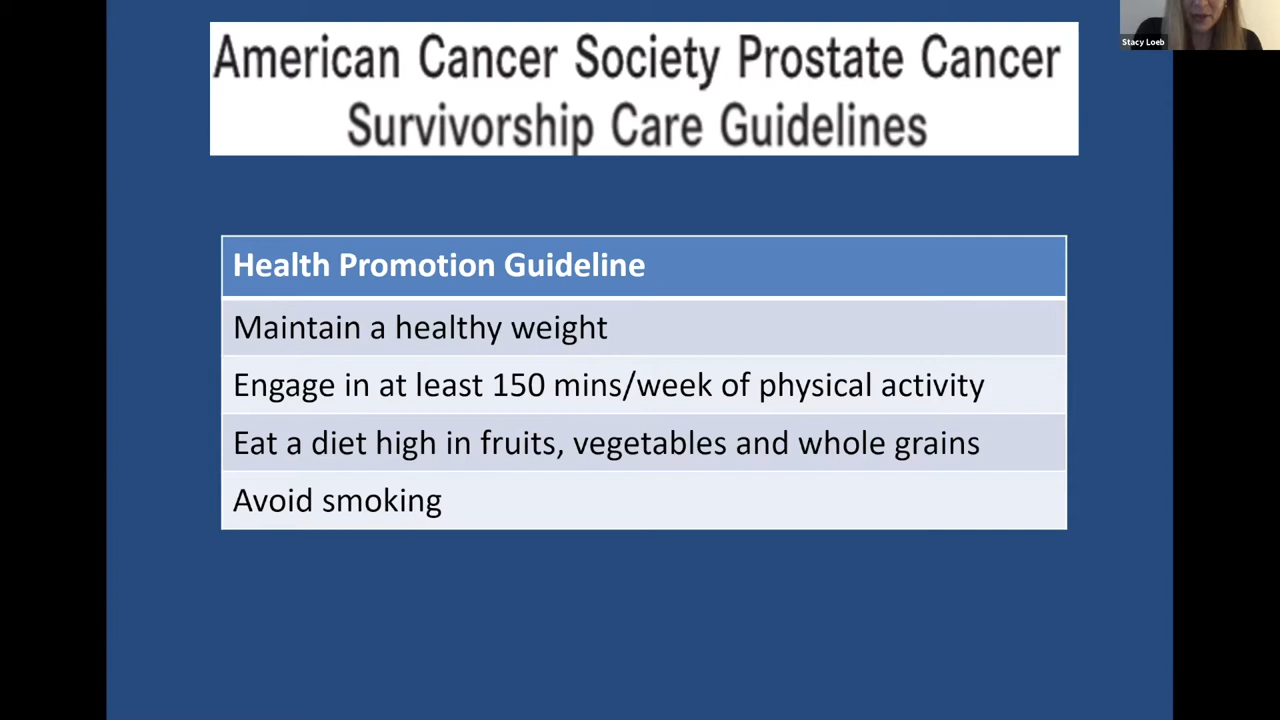 Stacy Loeb
American Cancer Society Prostate Cancer
Survivorship Care Guidelines
Health Promotion Guideline
Maintain a healthy weight
Engage in at least 150 mins/week of physical activity
Eat a diet high in fruits, vegetables and whole grains
Avoid smoking